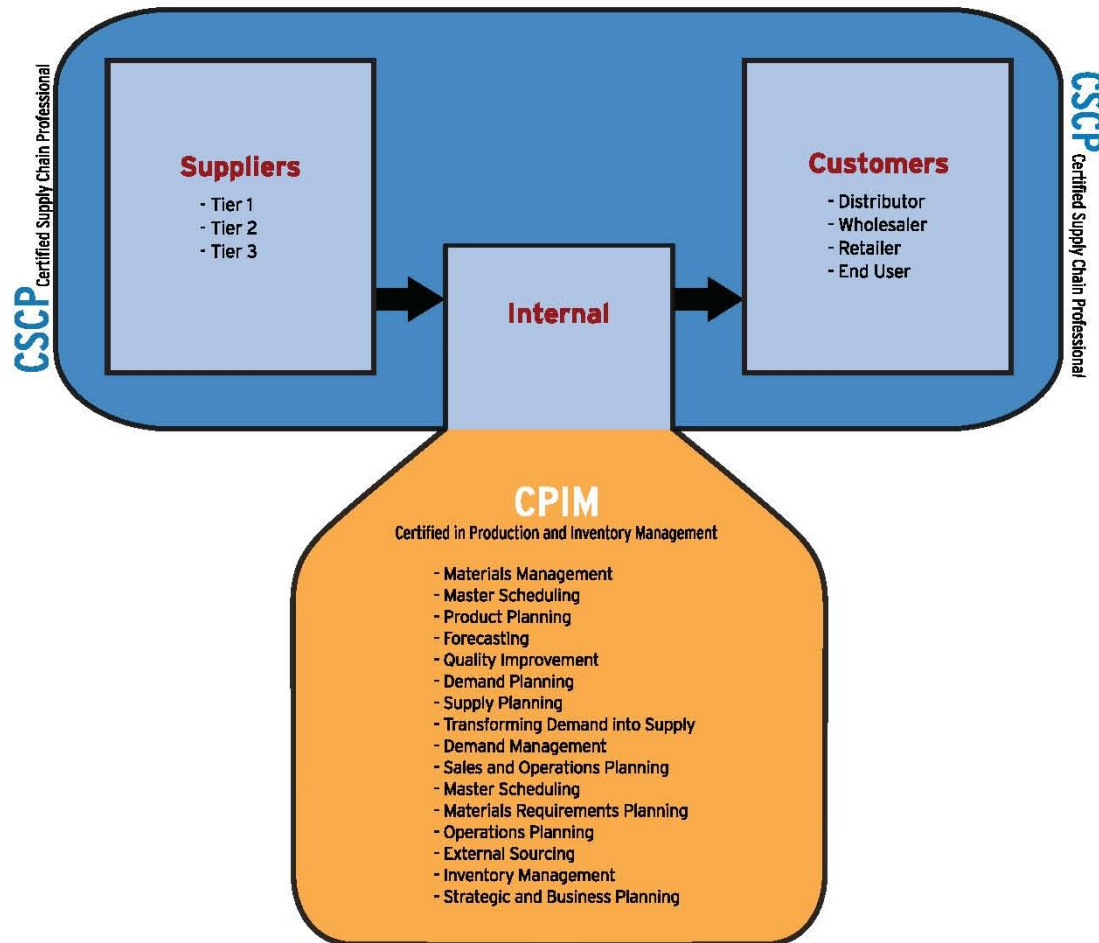 CSCP Certified Supply Chain Professional
Suppliers
- Tier 1
- Tier 2
- Tier 3
Internal
Customers
- Distributor
- Wholesaler
- Retailer
- End User
CSCP Certified Supply Chain Professional
CPIM
Certified in Production and Inventory Management
- Materials Management
- Master Scheduling
- Product Planning
- Forecasting
- Quality Improvement
- Demand Planning
- Supply Planning
- Transforming Demand into Supply
- Demand Management
- Sales and Operations Planning
- Master Scheduling
- Materials Requirements Planning
- Operations Planning
- External Sourcing
- Inventory Management
- Strategic and Business Planning